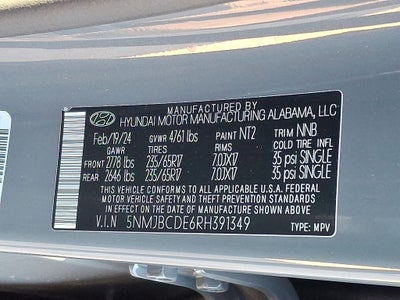 MANUFACTURED BY
HYUNDAI MOTOR MANUFACTURING ALABAMA, LLC
Feb/19/24 GVWR 4761 lbs PAINT NT2 TRIM NNB
GAWR TIRES RIMS COLD TIRE INFL
FRONT 2778 lbs 235/65R17 7.0JX17 35 psi SINGLE
REAR 2646 lbs 235/65R17 7.0JX17 35 psi SINGLE
THIS VEHICLE CONFORMS TO ALL APPLICABLE U.S.A. FEDERAL
MOTOR VEHICLE SAFETY AND THEFT PREVENTION STANDARDS
IN EFFECT ON THE DATE OF MANUFACTURE SHOWN ABOVE.
V.I.N 5NMJBCDE6RH391349 TYPE: MPV